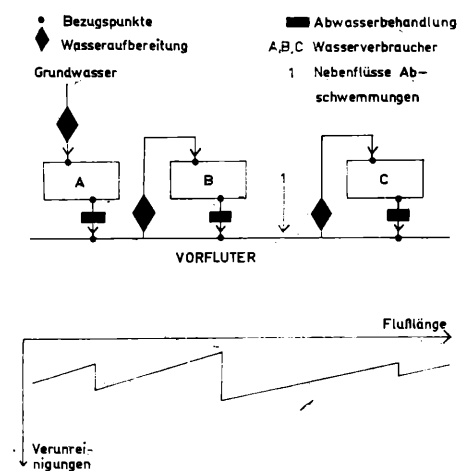 Bezugspunkte
Wasseraufbereitung
Grundwasser
Abwasserbehandlung
A,B,C Wasserverbraucher
1 Nebenflüsse Ab-
schwemmungen
A
B
1
C
VORFLUTER
Flußlänge
Verunrei-
nigungen